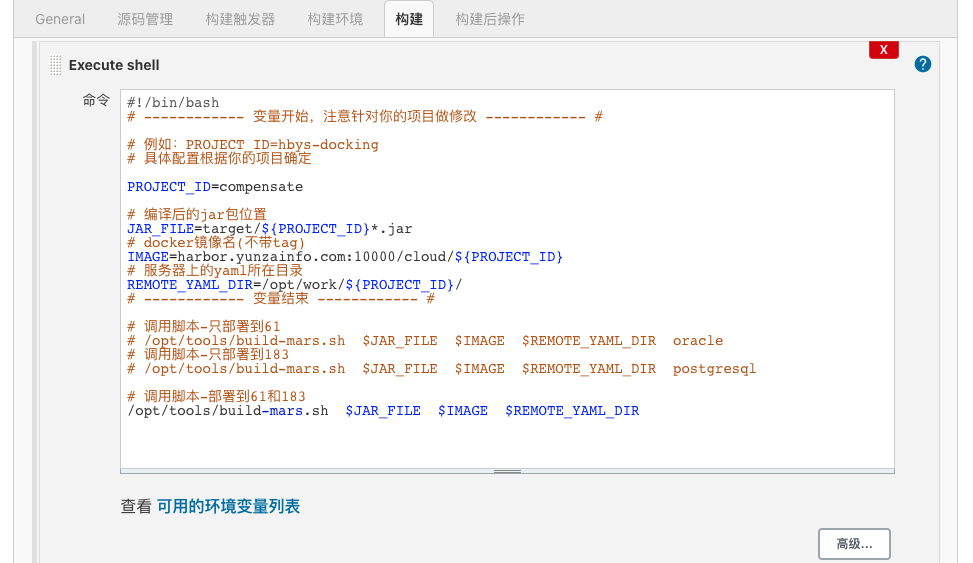 General 源码管理 构建触发器 构建环境 构建 构建后操作
X
Execute shell
?
命令
#!/bin/bash
# ------------ 变量开始，注意针对你的项目做修改 ------------ #
# 例如：PROJECT_ID=hbys-docking
# 具体配置根据你的项目确定
PROJECT_ID=compensate
# 编译后的jar包位置
JAR_FILE=target/${PROJECT_ID}*.jar
# docker镜像名(不带tag)
IMAGE=harbor.yunzainfo.com:10000/cloud/${PROJECT_ID}
# 服务器上的yaml所在目录
REMOTE_YAML_DIR=/opt/work/${PROJECT_ID}/
# ------------ 变量结束 ------------ #
# 调用脚本-只部署到61
# /opt/tools/build-mars.sh  $JAR_FILE  $IMAGE  $REMOTE_YAML_DIR  oracle
# 调用脚本-只部署到183
# /opt/tools/build-mars.sh  $JAR_FILE  $IMAGE  $REMOTE_YAML_DIR  postgresql
# 调用脚本-部署到61和183
/opt/tools/build-mars.sh  $JAR_FILE  $IMAGE  $REMOTE_YAML_DIR
查看 可用的环境变量列表
高级...